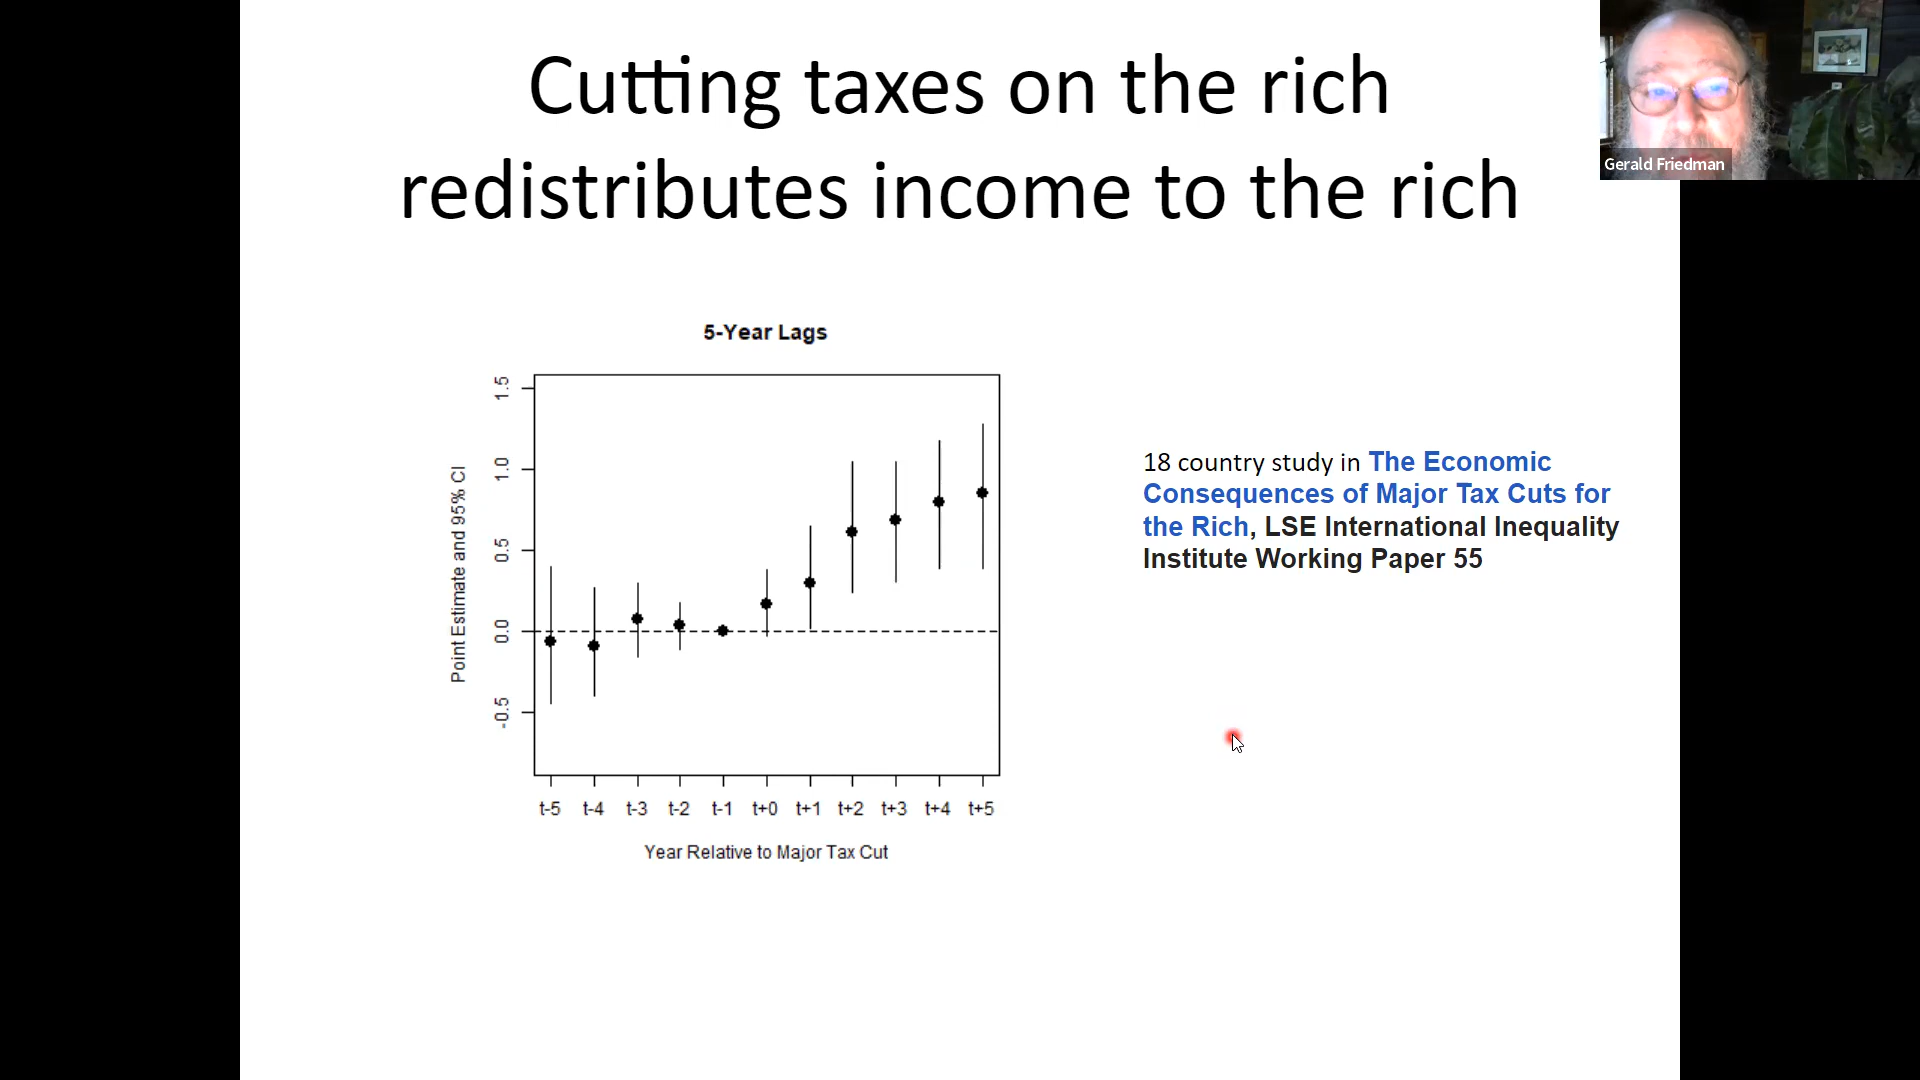 Cutting taxes on the rich
redistributes income to the rich
Gerald Friedman
5-Year Lags
Point Estimate and 95% CI
1.5
1.0
0.5
0.0
-0.5
t-5 t-4 t-3 t-2 t-1 t+0 t+1 t+2 t+3 t+4 t+5
Year Relative to Major Tax Cut
18 country study in The Economic
Consequences of Major Tax Cuts for
the Rich, LSE International Inequality
Institute Working Paper 55